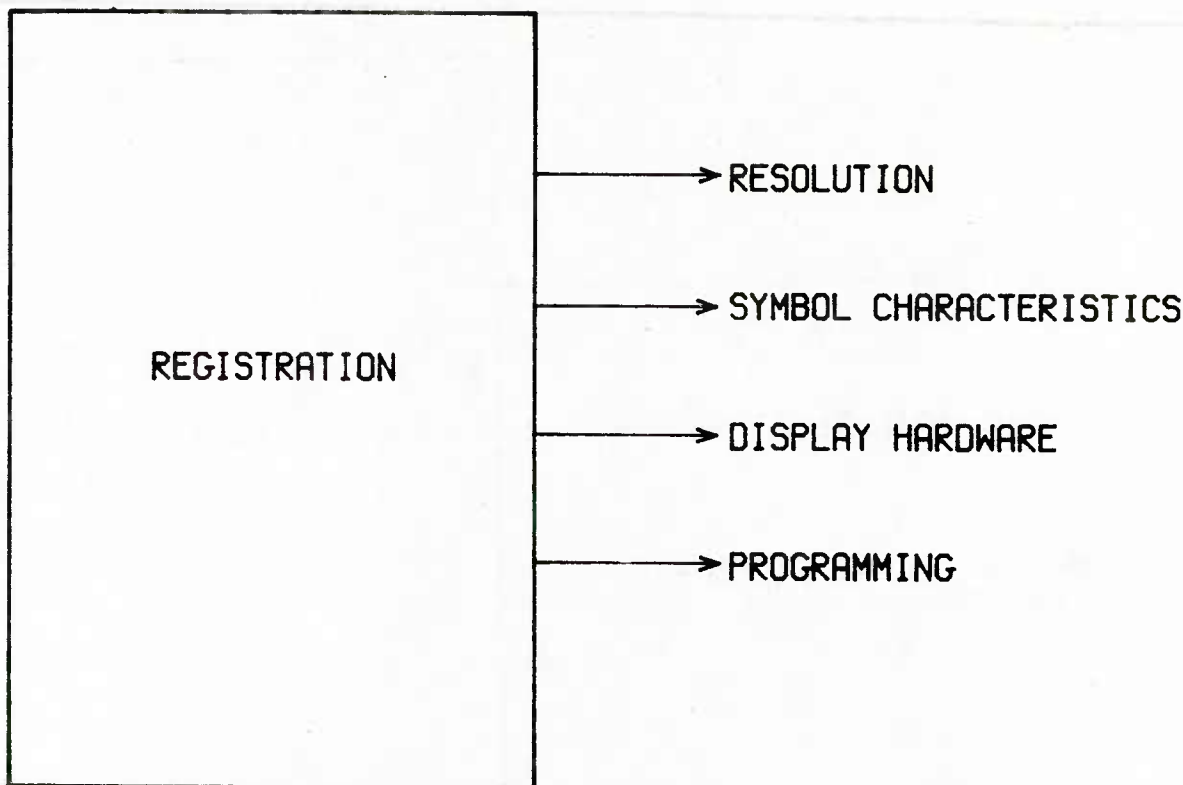 RESOLUTION
SYMBOL CHARACTERISTICS
REGISTRATION
DISPLAY HARDWARE
PROGRAMMING